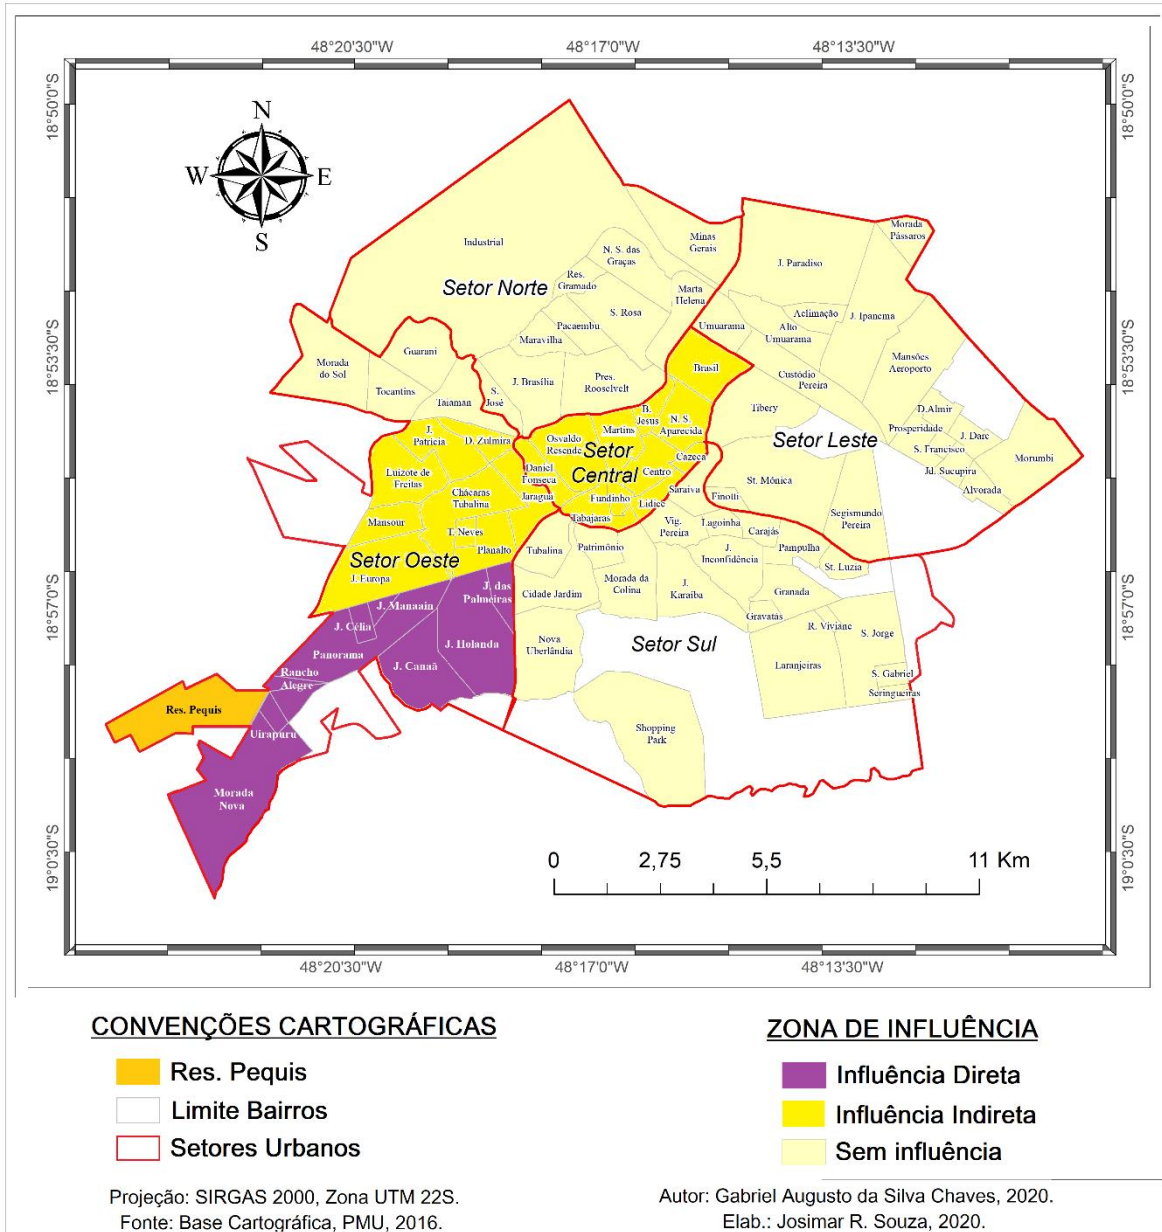 48°20'30"W
48°17'0"W
48°13'30"W
18°50'0"S
18°50'0"S
N
W
E
S
Morada
Pássaros
Minas
Gerais
Industrial
N. S. das
Graças
J. Paradiso
Res.
Gramado
Setor Norte
Marta
Helena
S. Rosa
Aclimação
J. Ipanema
Pacaembu
Umuarama
Alto
Umuarama
Maravilha
18°53'30"S
18°53'30"S
Guarani
Morada
do Sol
Mansões
Aeroporto
Brasil
Custódio
Pereira
Pres.
Roosevelt
J. Brasília
Tocantins
S.
José
Taiaman
Tibery
B.
Jesus
D.Almir
N. S.
Aparecida
Prosperidade
Martins
J.
Patrícia
D. Zulmira
Osvaldo
Resende
J. Darc
Setor Leste
S. Francisco
Setor
Central
Cazeca
Morumbi
Luizote de
Freitas
Daniel
Fonseca
Centro
Jd. Sucupira
St. Mônica
Saraiva
Alvorada
Chácaras
Tubalina
Jaraguá
Fundinho
Finotti
Lidice
Segismundo
Pereira
Mansour
Tabajaras
Vig.
Pereira
Lagoinha
T. Neves
Carajás
Planalto
Tubalina
Patrimônio
J.
Inconfidência
Pampulha
Setor Oeste
St. Luzia
J. Europa
18°57'0"S
18°57'0"S
J. das
Palmeiras
Cidade Jardim
Morada da
Colina
J.
Karaíba
Granada
J. Manaain
Gravatás
J. Célia
R. Viviane
S. Jorge
Nova
Uberlândia
Setor Sul
J. Holanda
Panorama
J. Canaã
Laranjeiras
Rancho
Alegre
S. Gabriel
Seringueiras
Res. Pequis
Uirapuru
Shopping
Park
Morada
Nova
19°0'30"S
19°0'30"S
0
2,75
5,5
11 Km
48°20'30"W
48°17'0"W
48°13'30"W
CONVENÇÕES CARTOGRÁFICAS
Res. Pequis
Limite Bairros
Setores Urbanos
Projeção: SIRGAS 2000, Zona UTM 22S.
Fonte: Base Cartográfica, PMU, 2016.
ZONA DE INFLUÊNCIA
Influência Direta
Influência Indireta
Sem influência
Autor: Gabriel Augusto da Silva Chaves, 2020.
Elab.: Josimar R. Souza, 2020.